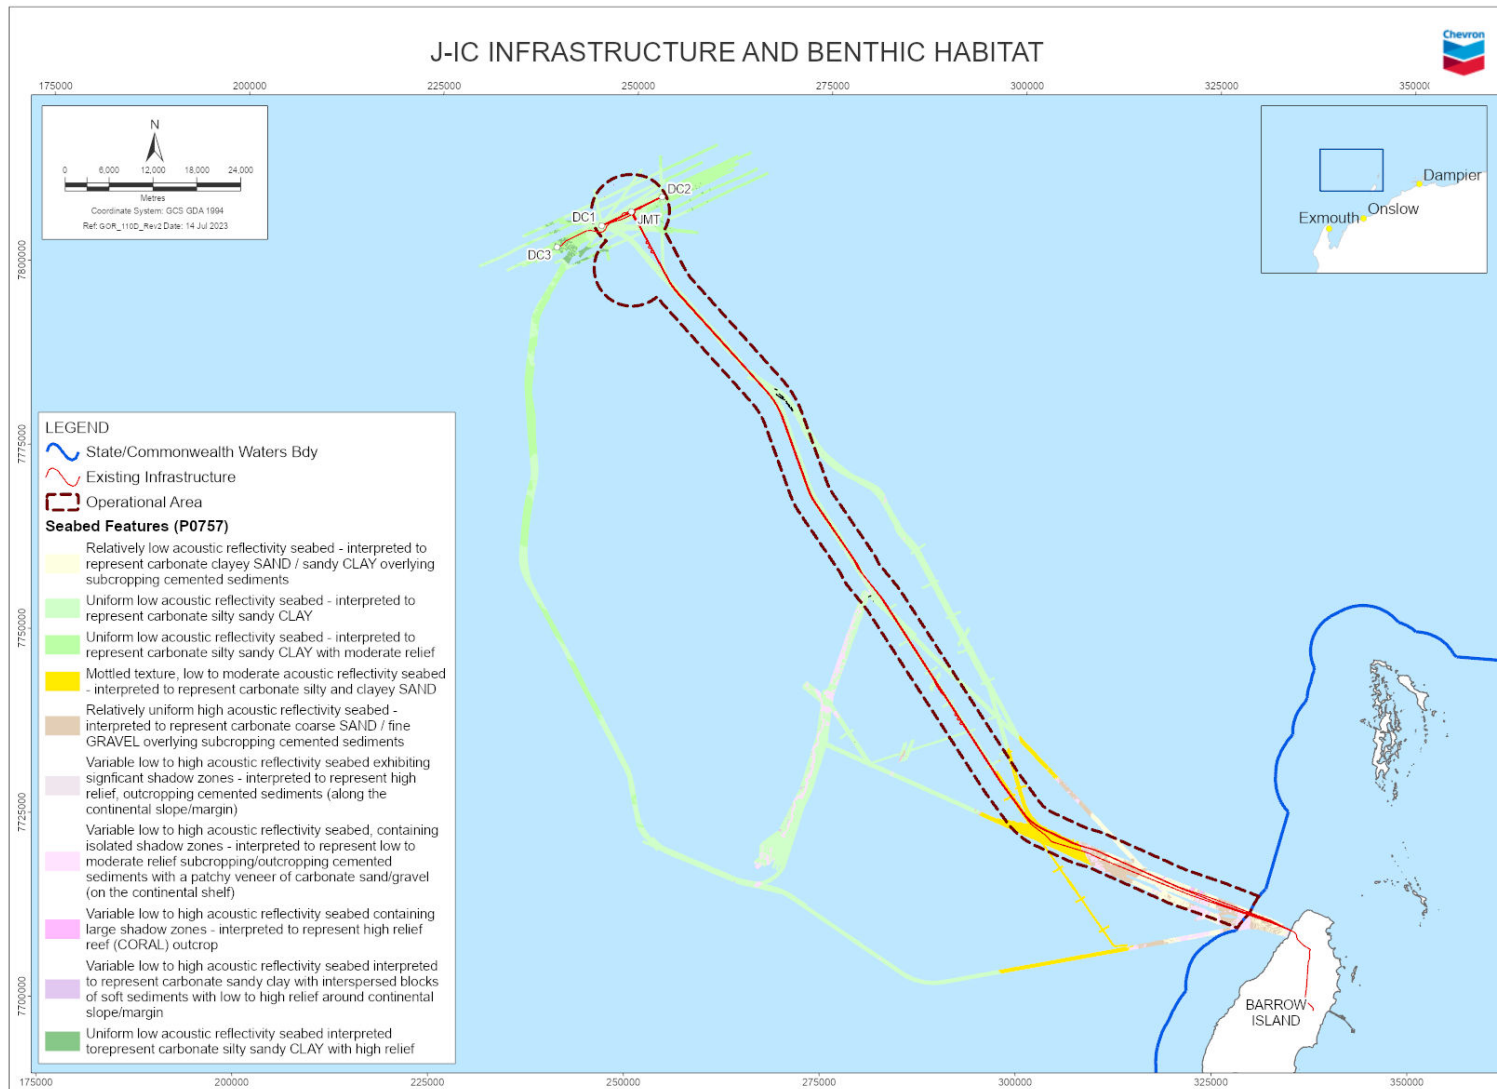 J-IC INFRASTRUCTURE AND BENTHIC HABITAT
Chevron
175000
200000
225000
250000
275000
300000
325000
350000
N
0 6,000 12,000 18,000 24,000
Metres
Coordinate System: GCS GDA 1994
Ref: GOR_110D_Rev2 Date: 14 Jul 2023
Dampier
Onslow
Exmouth
DC2
DC1
JMT
DC3
7800000
7800000
7775000
7775000
7750000
7750000
7725000
7725000
7700000
7700000
LEGEND
State/Commonwealth Waters Bdy
Existing Infrastructure
Operational Area
Seabed Features (P0757)
Relatively low acoustic reflectivity seabed - interpreted to
represent carbonate clayey SAND / sandy CLAY overlying
subcropping cemented sediments
Uniform low acoustic reflectivity seabed - interpreted to
represent carbonate silty sandy CLAY
Uniform low acoustic reflectivity seabed - interpreted to
represent carbonate silty sandy CLAY with moderate relief
Mottled texture, low to moderate acoustic reflectivity seabed
- interpreted to represent carbonate silty and clayey SAND
Relatively uniform high acoustic reflectivity seabed -
interpreted to represent carbonate coarse SAND / fine
GRAVEL overlying subcropping cemented sediments
Variable low to high acoustic reflectivity seabed exhibiting
signficant shadow zones - interpreted to represent high
relief, outcropping cemented sediments (along the
continental slope/margin)
Variable low to high acoustic reflectivity seabed, containing
isolated shadow zones - interpreted to represent low to
moderate relief subcropping/outcropping cemented
sediments with a patchy veneer of carbonate sand/gravel
(on the continental shelf)
Variable low to high acoustic reflectivity seabed containing
large shadow zones - interpreted to represent high relief
reef (CORAL) outcrop
Variable low to high acoustic reflectivity seabed interpreted
to represent carbonate sandy clay with interspersed blocks
of soft sediments with low to high relief around continental
slope/margin
Uniform low acoustic reflectivity seabed interpreted
torepresent carbonate silty sandy CLAY with high relief
BARROW
ISLAND
175000
200000
225000
250000
275000
300000
325000
350000